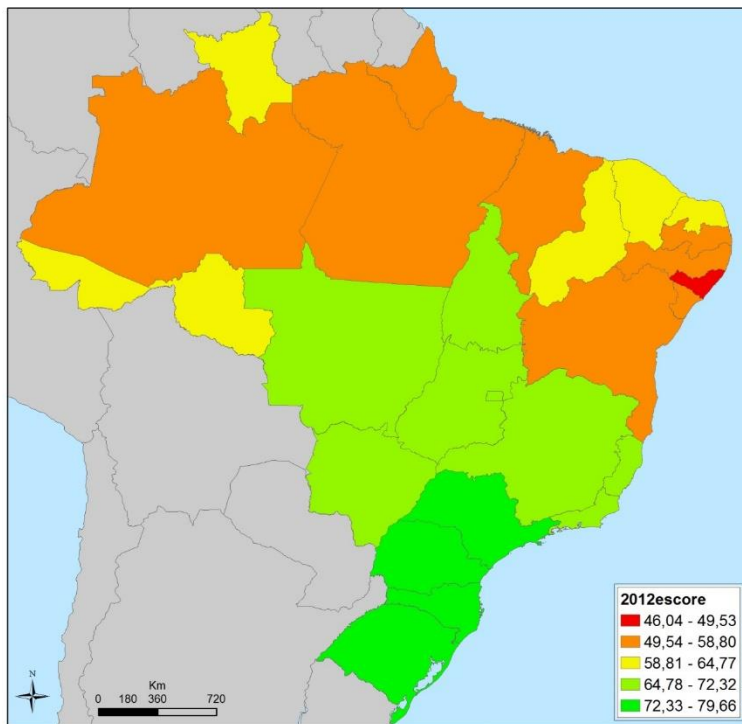 2012escore
46,04 - 49,53
49,54 - 58,80
58,81 - 64,77
64,78 - 72,32
72,33 - 79,66
N
Km
0 180 360 720